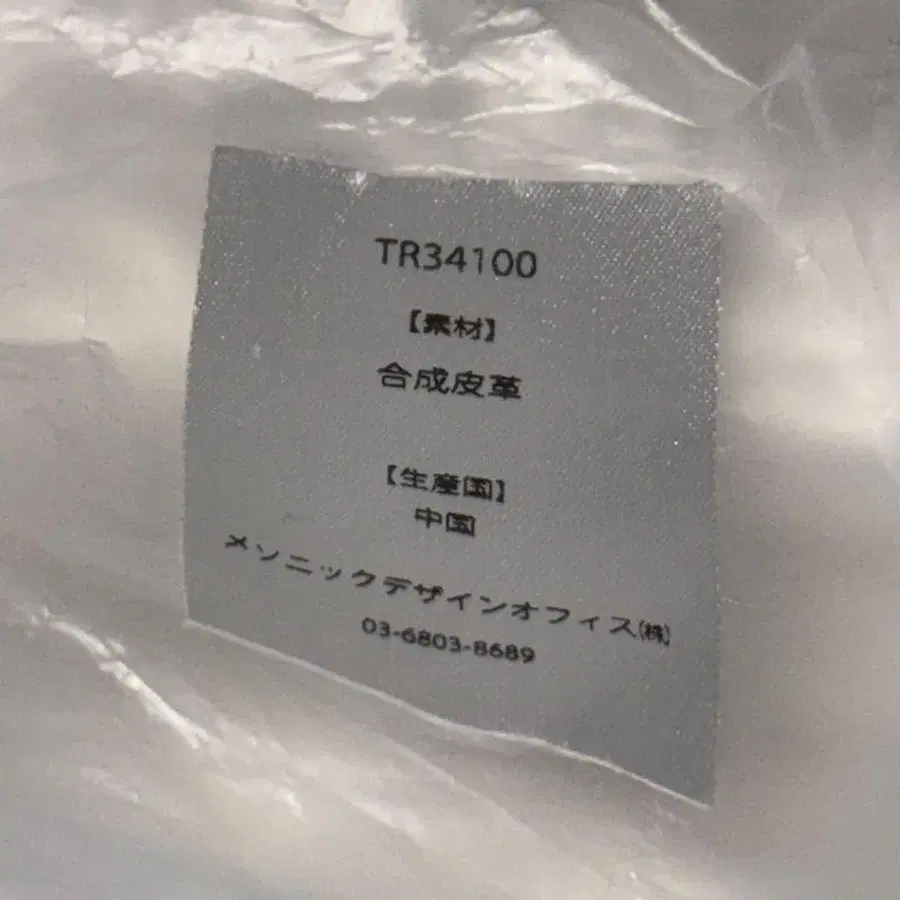 TR34100
【素材】
合成皮革
【生産国】
中国
メソニックデザインオフィス㈱
03-6803-8689